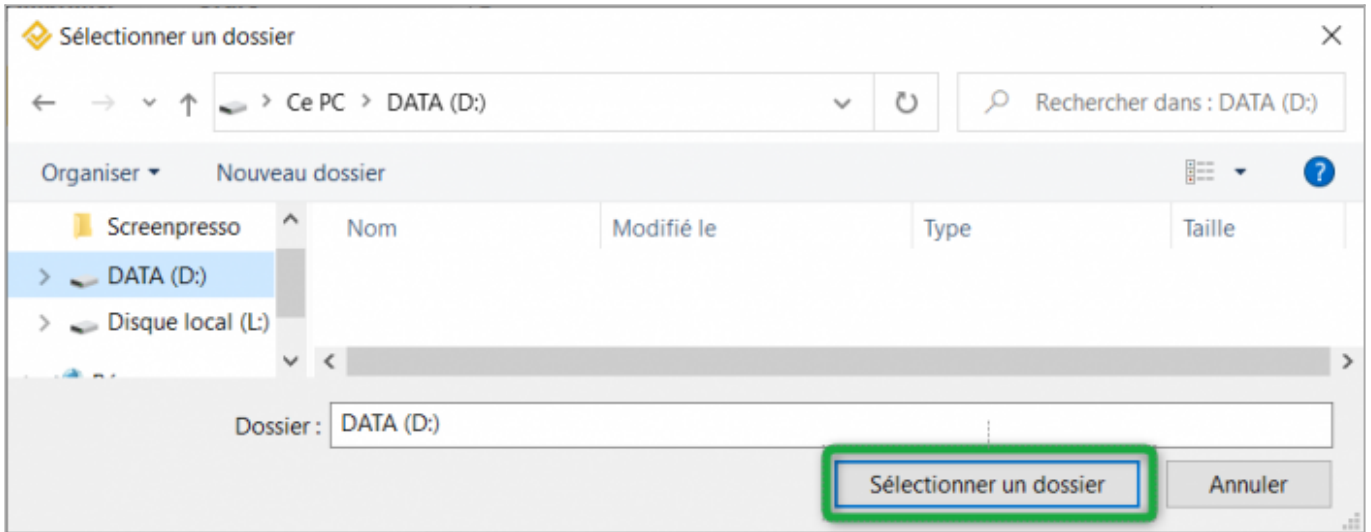 Sélectionner un dossier
Ce PC > DATA (D:)
Rechercher dans : DATA (D:)
Organiser
Nouveau dossier
?
Screenpresso
Nom
Modifié le
Type
Taille
DATA (D:)
Disque local (L:)
Dossier :
DATA (D:)
Sélectionner un dossier
Annuler